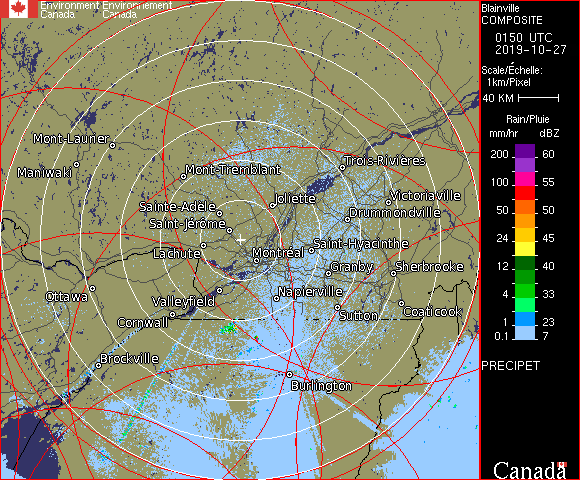 Environment Environnement
Canada Canada
Blainville
COMPOSITE
0150 UTC
2019-10-27
Scale/Échelle:
1km/Pixel
40 KM
Rain/Pluie
mm/hr dBZ
200 60
100 55
50 50
24 45
12 40
4 33
1 23
0.1 7
PRECIPET
Canada
Mont-Laurier
Maniwaki
Mont-Tremblant
Trois-Rivières
Sainte-Adèle
Joliette
Victoriaville
Saint-Jérôme
Drummondville
Lachute
Montréal
Saint-Hyacinthe
Granby
Sherbrooke
Ottawa
Valleyfield
Napierville
Cornwall
Sutton
Coaticook
Brockville
Burlington